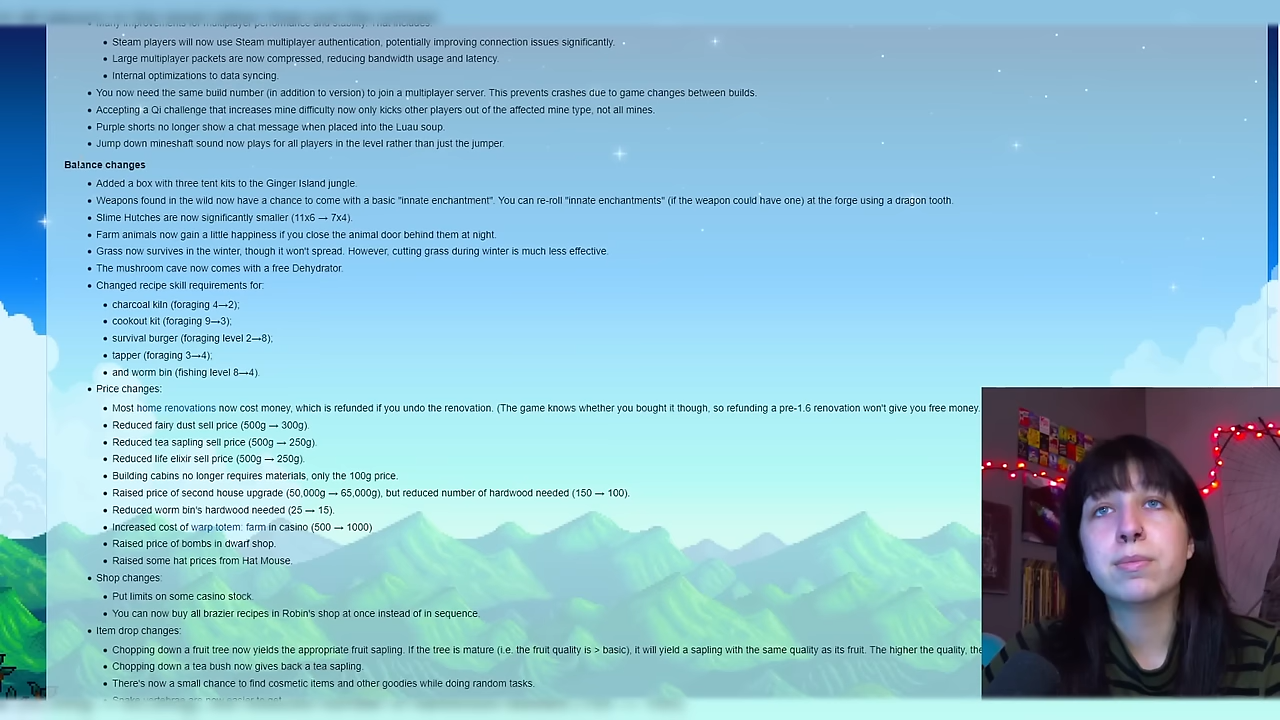 Many improvements for multiplayer performance and stability. That includes:
Steam players will now use Steam multiplayer authentication, potentially improving connection issues significantly.
Large multiplayer packets are now compressed, reducing bandwidth usage and latency.
Internal optimizations to data syncing.
You now need the same build number (in addition to version) to join a multiplayer server. This prevents crashes due to game changes between builds.
Accepting a Qi challenge that increases mine difficulty now only kicks other players out of the affected mine type, not all mines.
Purple shorts no longer show a chat message when placed into the Luau soup.
Jump down mineshaft sound now plays for all players in the level rather than just the jumper.
Balance changes
Added a box with three tent kits to the Ginger Island jungle.
Weapons found in the wild now have a chance to come with a basic "innate enchantment". You can re-roll "innate enchantments" (if the weapon could have one) at the forge using a dragon tooth.
Slime Hutches are now significantly smaller (11x6 → 7x4).
Farm animals now gain a little happiness if you close the animal door behind them at night.
Grass now survives in the winter, though it won't spread. However, cutting grass during winter is much less effective.
The mushroom cave now comes with a free Dehydrator.
Changed recipe skill requirements for:
charcoal kiln (foraging 4→2);
cookout kit (foraging 9→3);
survival burger (foraging level 2→8);
tapper (foraging 3→4);
and worm bin (fishing level 8→4).
Price changes:
Most home renovations now cost money, which is refunded if you undo the renovation. (The game knows whether you bought it though, so refunding a pre-1.6 renovation won't give you free money.
Reduced fairy dust sell price (500g → 300g).
Reduced tea sapling sell price (500g → 250g).
Reduced life elixir sell price (500g → 250g).
Building cabins no longer requires materials, only the 100g price.
Raised price of second house upgrade (50,000g → 65,000g), but reduced number of hardwood needed (150 → 100).
Reduced worm bin's hardwood needed (25 → 15).
Increased cost of warp totem: farm in casino (500 → 1000)
Raised price of bombs in dwarf shop.
Raised some hat prices from Hat Mouse.
Shop changes:
Put limits on some casino stock.
You can now buy all brazier recipes in Robin's shop at once instead of in sequence.
Item drop changes:
Chopping down a fruit tree now yields the appropriate fruit sapling. If the tree is mature (i.e. the fruit quality is > basic), it will yield a sapling with the same quality as its fruit. The higher the quality, the
Chopping down a tea bush now gives back a tea sapling.
There's now a small chance to find cosmetic items and other goodies while doing random tasks.
Snake vertebrae are now easier to get.